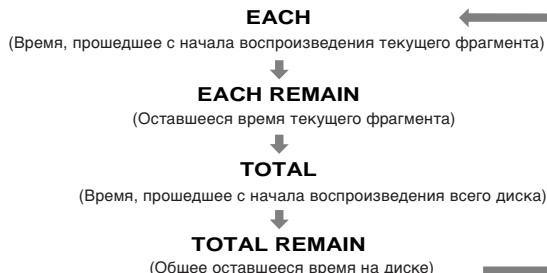 EACH
(Время, прошедшее с начала воспроизведения текущего фрагмента)
EACH REMAIN
(Оставшееся время текущего фрагмента)
TOTAL
(Время, прошедшее с начала воспроизведения всего диска)
TOTAL REMAIN
(Общее оставшееся время на диске)